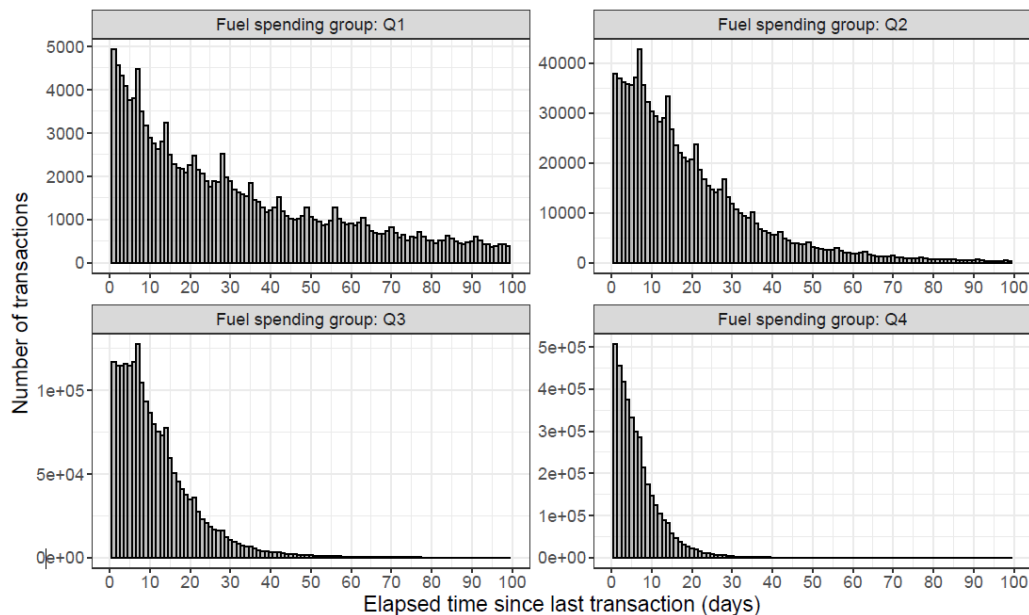 Fuel spending group: Q1
Fuel spending group: Q2
5000
4000
3000
2000
1000
0
40000
30000
20000
10000
0
0 10 20 30 40 50 60 70 80 90 100
0 10 20 30 40 50 60 70 80 90 100
Number of transactions
Fuel spending group: Q3
Fuel spending group: Q4
1e+05
5e+04
0e+00
5e+05
4e+05
3e+05
2e+05
1e+05
0e+00
0 10 20 30 40 50 60 70 80 90 100
0 10 20 30 40 50 60 70 80 90 100
Elapsed time since last transaction (days)